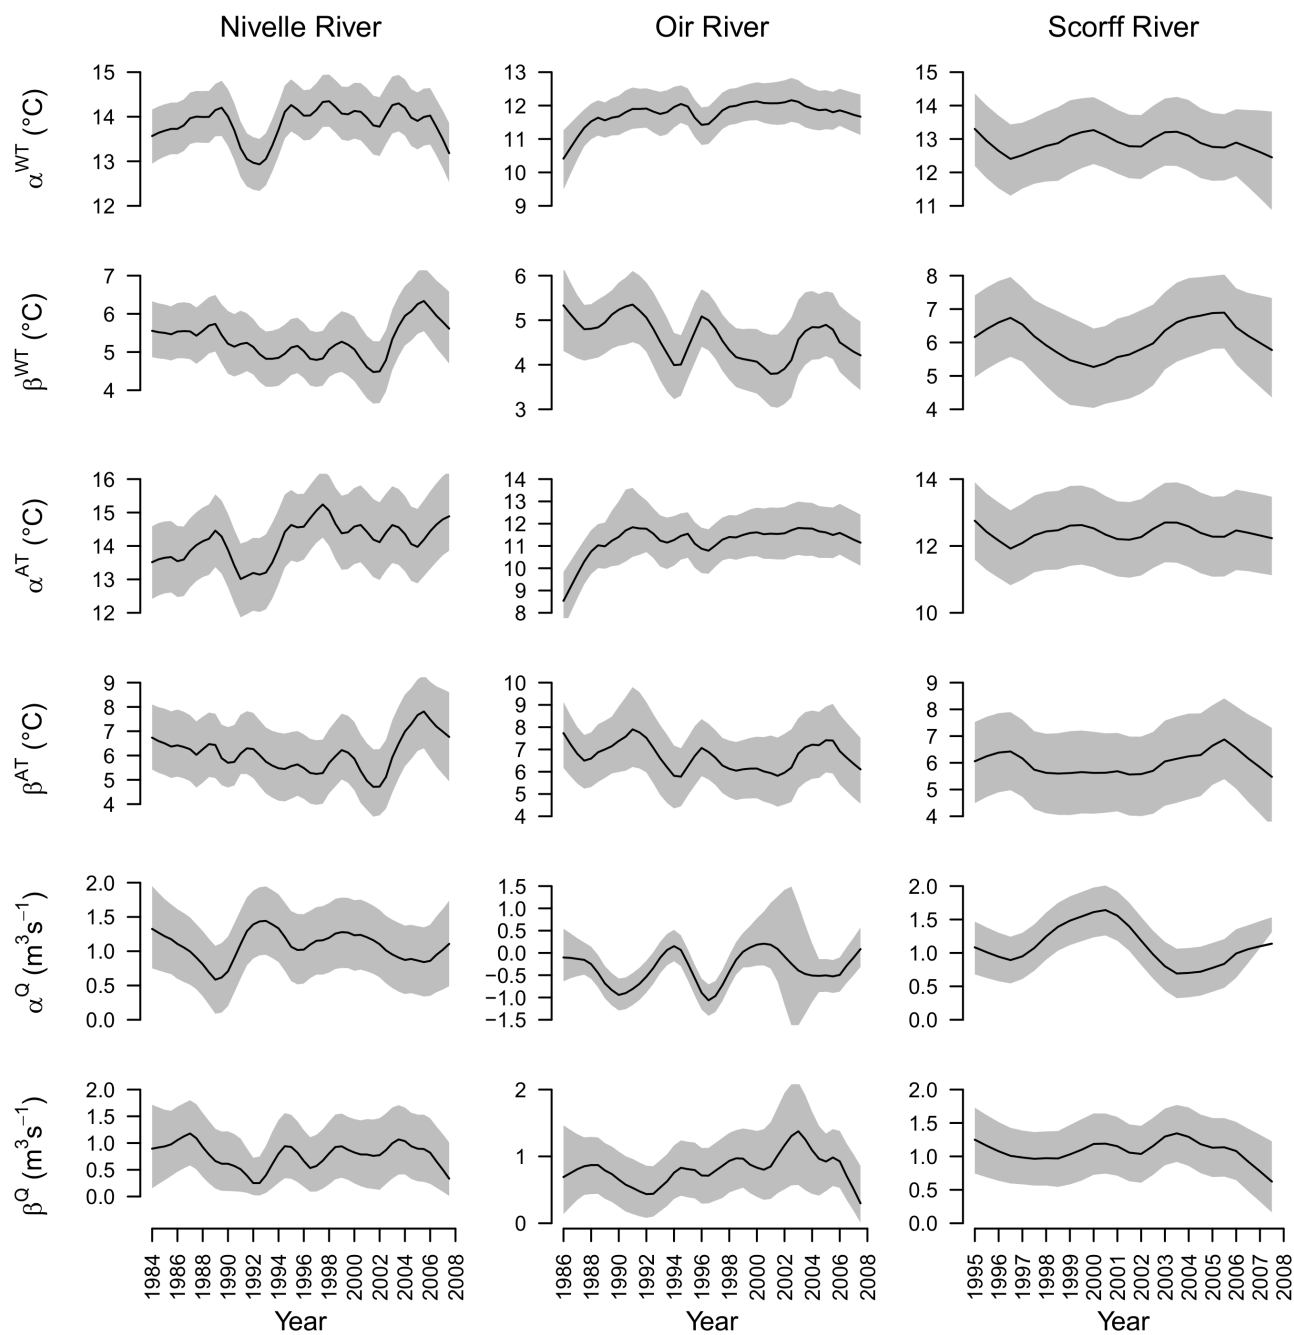 Nivelle River Oir River Scorff River
α^WT (°C)
15 14 13 12
13 12 11 10 9
15 14 13 12 11
β^WT (°C)
7 6 5 4
6 5 4 3
8 7 6 5 4
α^AT (°C)
16 15 14 13 12
14 13 12 11 10 9 8
14 12 10
β^AT (°C)
9 8 7 6 5 4
10 9 8 7 6 5 4
9 8 7 6 5 4
α^Q (m³s⁻¹)
2.0 1.5 1.0 0.5 0.0
1.5 1.0 0.5 0.0 −0.5 −1.0 −1.5
2.0 1.5 1.0 0.5 0.0
β^Q (m³s⁻¹)
2.0 1.5 1.0 0.5 0.0
2 1 0
2.0 1.5 1.0 0.5 0.0
1984 1986 1988 1990 1992 1994 1996 1998 2000 2002 2004 2006 2008
1986 1988 1990 1992 1994 1996 1998 2000 2002 2004 2006 2008
1995 1996 1997 1998 1999 2000 2001 2002 2003 2004 2005 2006 2007 2008
Year Year Year